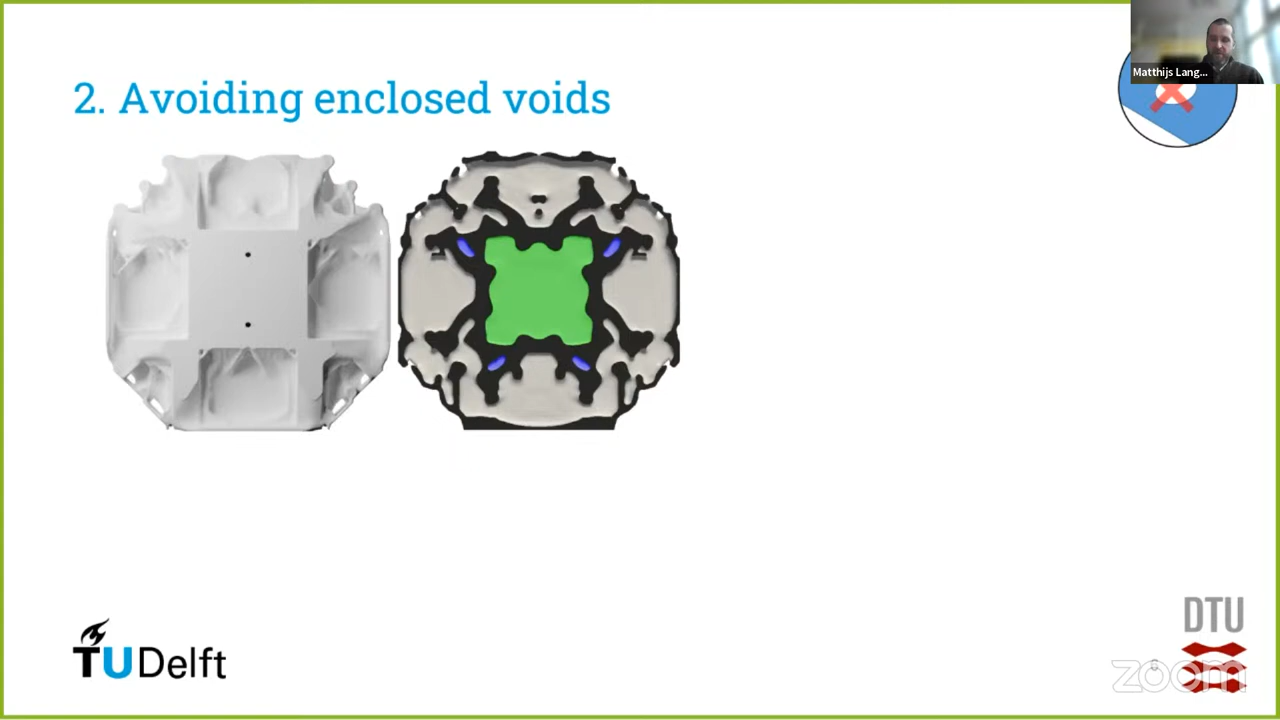 Matthijs Lang...
2. Avoiding enclosed voids
TU Delft
DTU
zoom